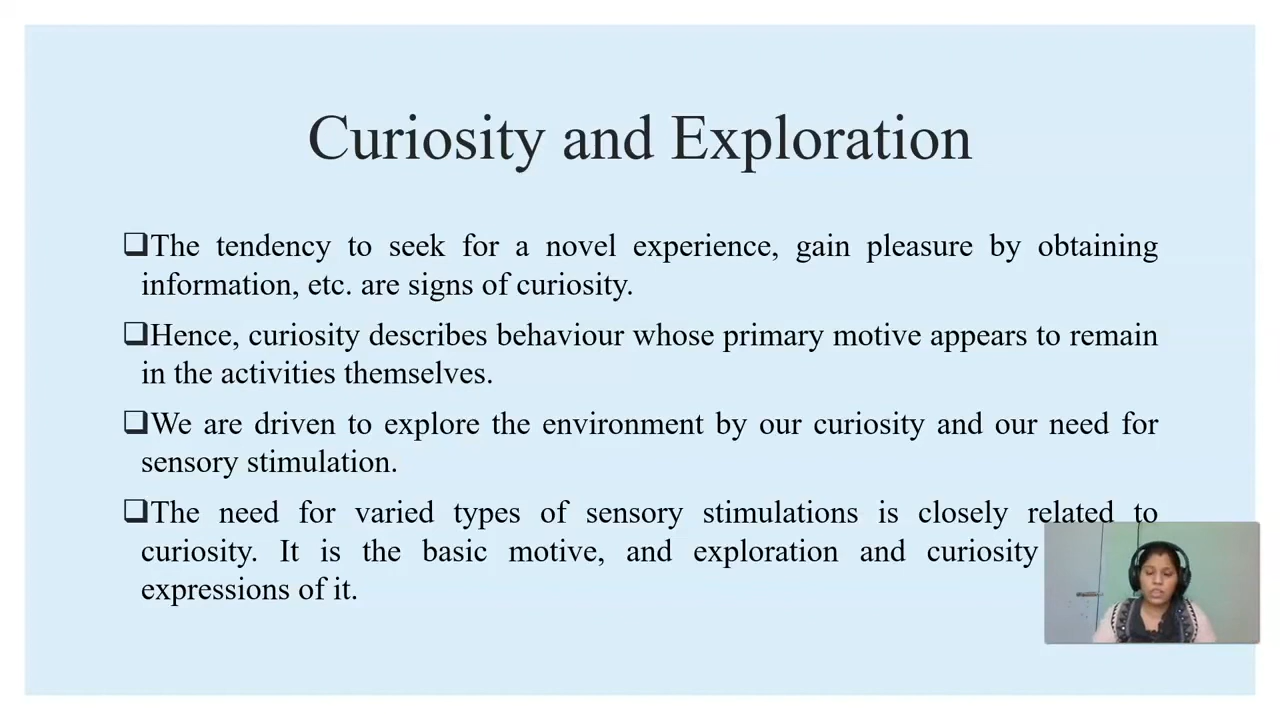 Curiosity and Exploration
❑The tendency to seek for a novel experience, gain pleasure by obtaining
information, etc. are signs of curiosity.
❑Hence, curiosity describes behaviour whose primary motive appears to remain
in the activities themselves.
❑We are driven to explore the environment by our curiosity and our need for
sensory stimulation.
❑The need for varied types of sensory stimulations is closely related to
curiosity. It is the basic motive, and exploration and curiosity
expressions of it.